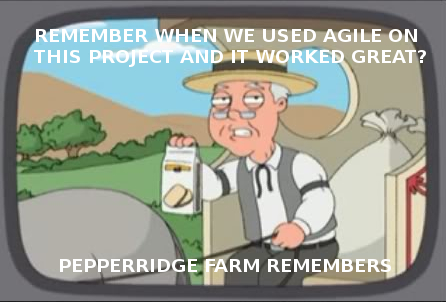 REMEMBER WHEN WE USED AGILE ON
THIS PROJECT AND IT WORKED GREAT?
PEPPERRIDGE FARM REMEMBERS